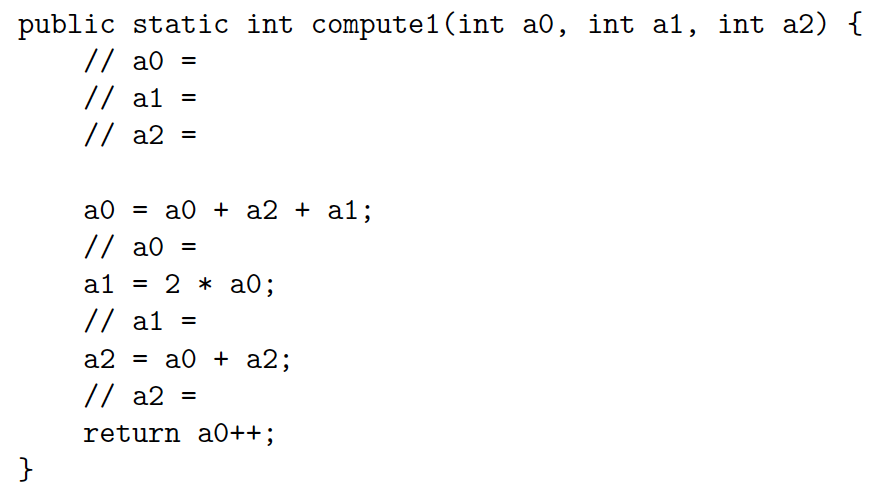 public static int compute1(int a0, int a1, int a2) {
    // a0 =
    // a1 =
    // a2 =

    a0 = a0 + a2 + a1;
    // a0 =
    a1 = 2 * a0;
    // a1 =
    a2 = a0 + a2;
    // a2 =
    return a0++;
}